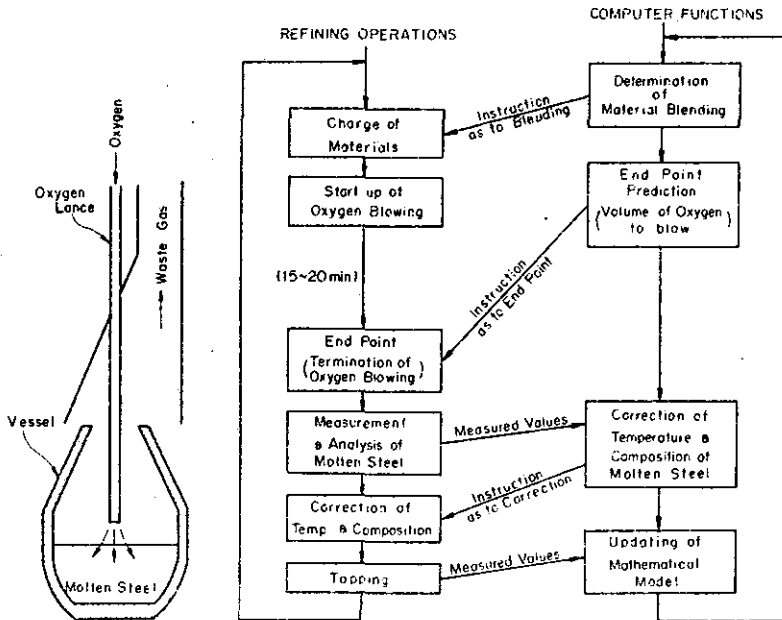 Oxygen
Oxygen
Lance
Waste Gas
Vessel
Molten Steel
REFINING OPERATIONS
Charge of
Materials
Start up of
Oxygen Blowing
(15~20min)
End Point
(Termination of
Oxygen Blowing)
Measurement
& Analysis of
Molten Steel
Correction of
Temp & Composition
Tapping
Instruction
as to Blending
Instruction
as to End Point
Measured Values
Instruction
as to Correction
Measured Values
COMPUTER FUNCTIONS
Determination
of
Material Blending
End Point
Prediction
(Volume of Oxygen
to blow)
Correction of
Temperature &
Composition of
Molten Steel
Updating of
Mathematical
Model